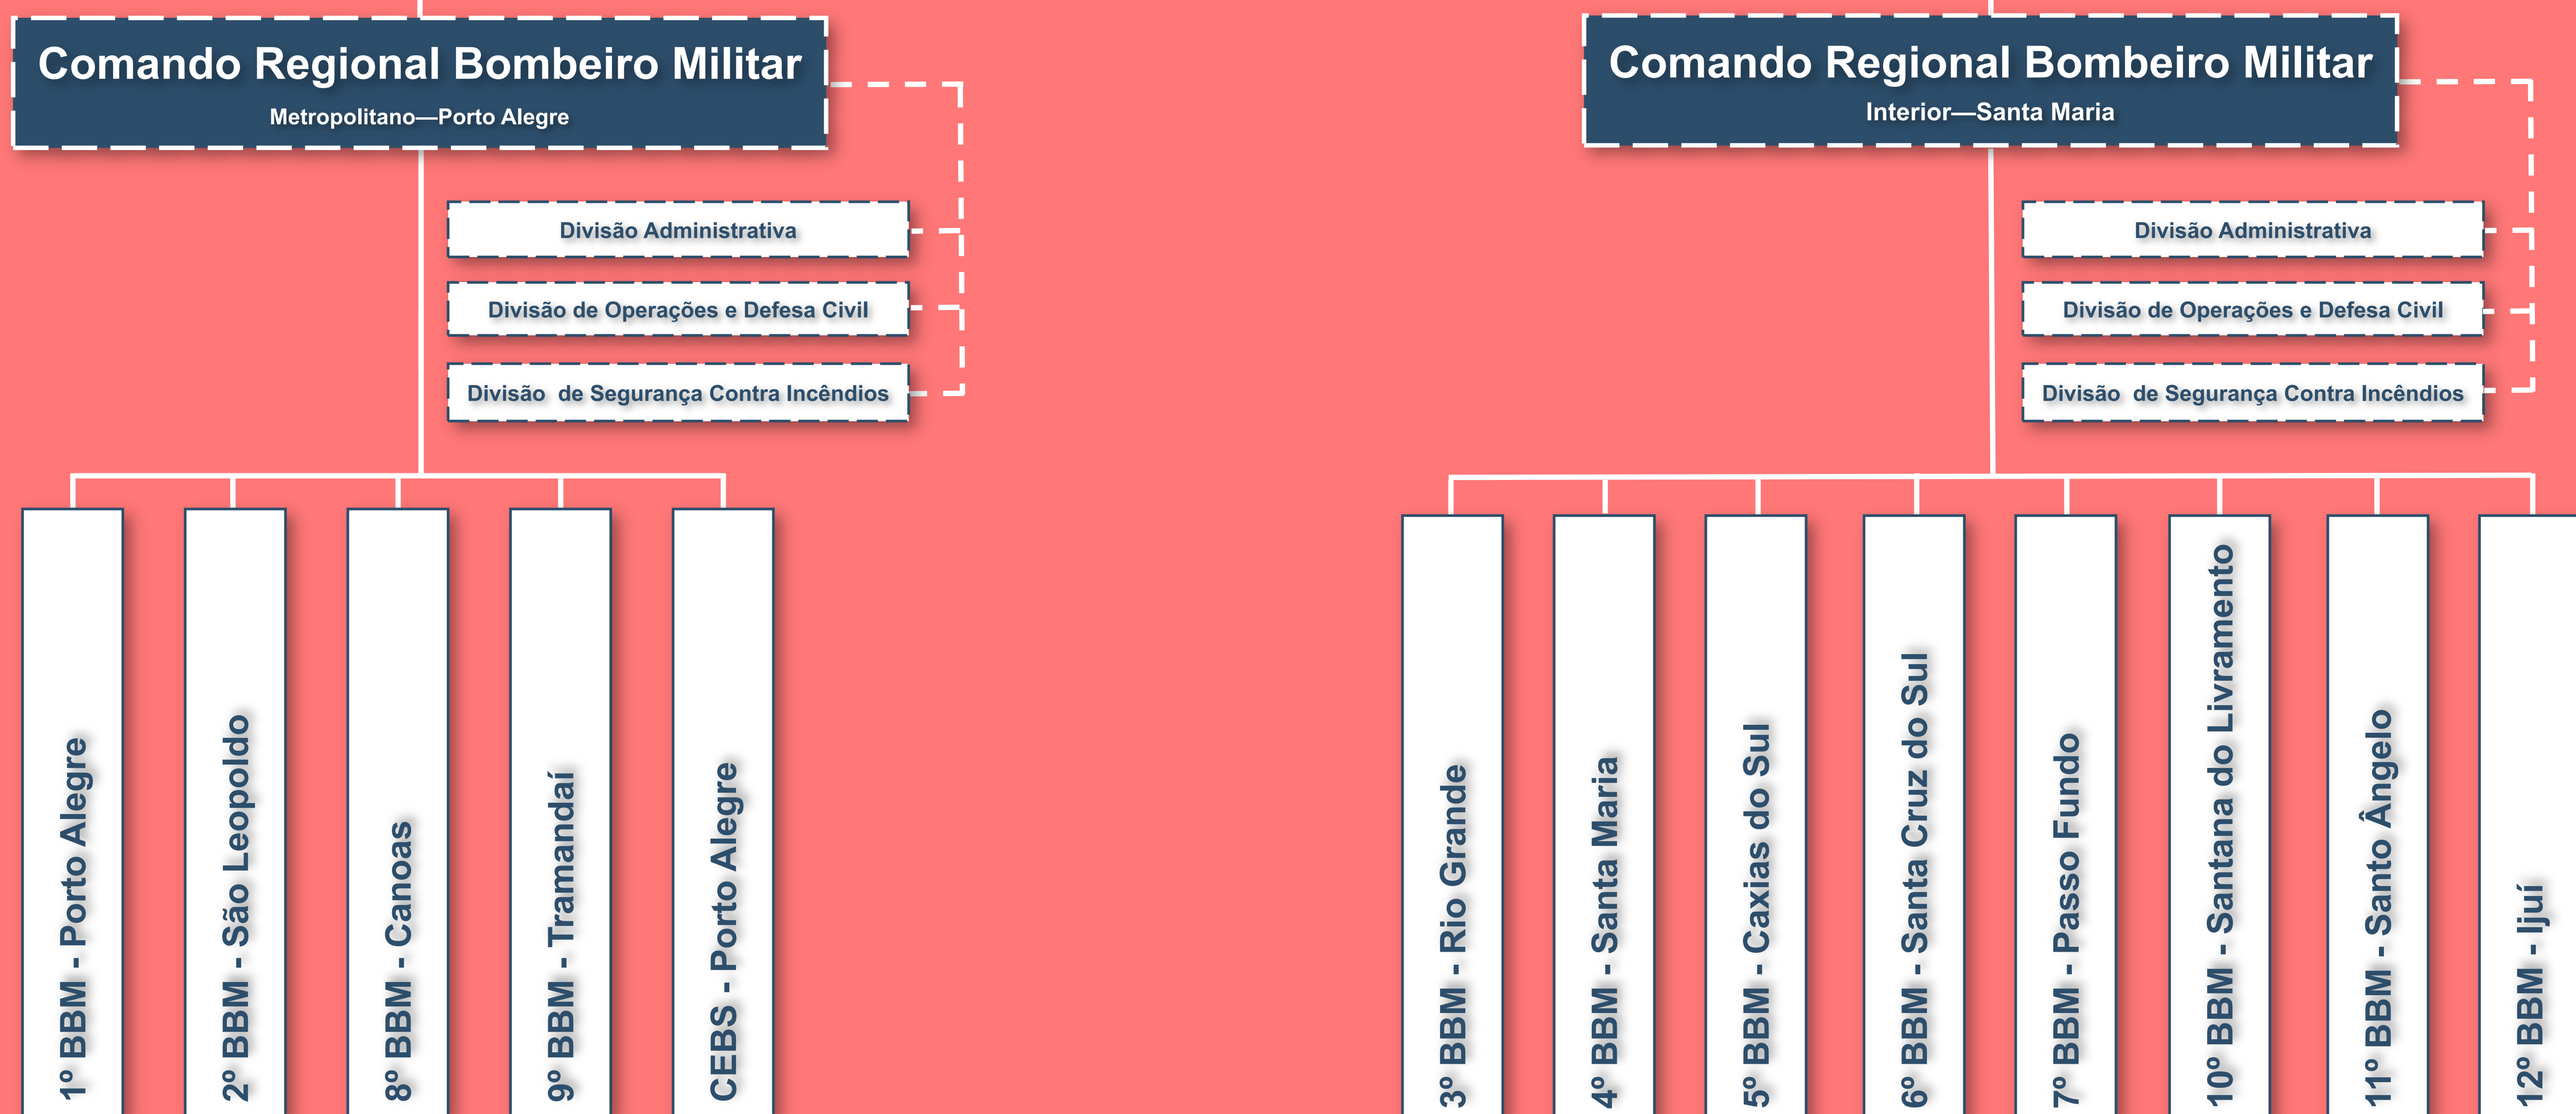 Comando Regional Bombeiro Militar
Metropolitano—Porto Alegre
Divisão Administrativa
Divisão de Operações e Defesa Civil
Divisão  de Segurança Contra Incêndios
1º BBM - Porto Alegre
2º BBM - São Leopoldo
8º BBM - Canoas
9º BBM - Tramandaí
CEBS - Porto Alegre
Comando Regional Bombeiro Militar
Interior—Santa Maria
Divisão Administrativa
Divisão de Operações e Defesa Civil
Divisão  de Segurança Contra Incêndios
3º BBM - Rio Grande
4º BBM - Santa Maria
5º BBM - Caxias do Sul
6º BBM - Santa Cruz do Sul
7º BBM - Passo Fundo
10º BBM - Santana do Livramento
11º BBM - Santo Ângelo
12º BBM - Ijuí